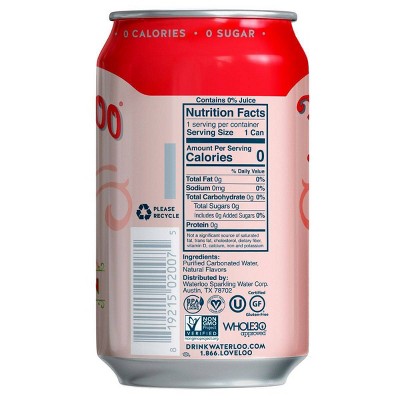 • 0 CALORIES • 0 SUGAR •
OO
Contains 0% Juice
Nutrition Facts
1 serving per container
Serving Size 1 Can
Amount Per Serving
Calories 0
% Daily Value
Total Fat 0g 0%
Sodium 0mg 0%
Total Carbohydrate 0g 0%
Total Sugars 0g
Includes 0g Added Sugars 0%
Protein 0g
Not a significant source of saturated
fat, trans fat, cholesterol, dietary fiber,
vitamin D, calcium, iron and potassium
PLEASE
RECYCLE
Ingredients:
Purified Carbonated Water,
Natural Flavors
Distributed by:
Waterloo Sparkling Water Corp.
Austin, TX 78702
8 19215 02007 5
BPA
Certified
U
GF
Gluten-Free
NON
GMO
Project
VERIFIED
nongmoproject.org
WHOLE30
approved
DRINKWATERLOO.COM
1.866.LOVELOO